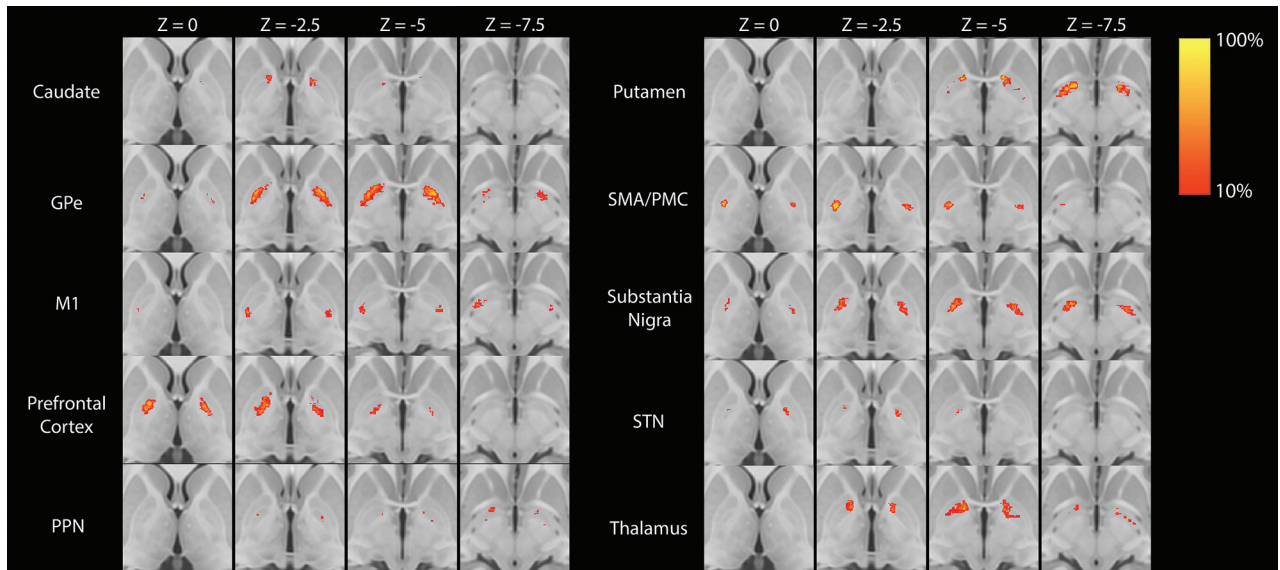 Z = 0 Z = -2.5 Z = -5 Z = -7.5
Z = 0 Z = -2.5 Z = -5 Z = -7.5
100%
10%
Caudate
GPe
M1
Prefrontal
Cortex
PPN
Putamen
SMA/PMC
Substantia
Nigra
STN
Thalamus